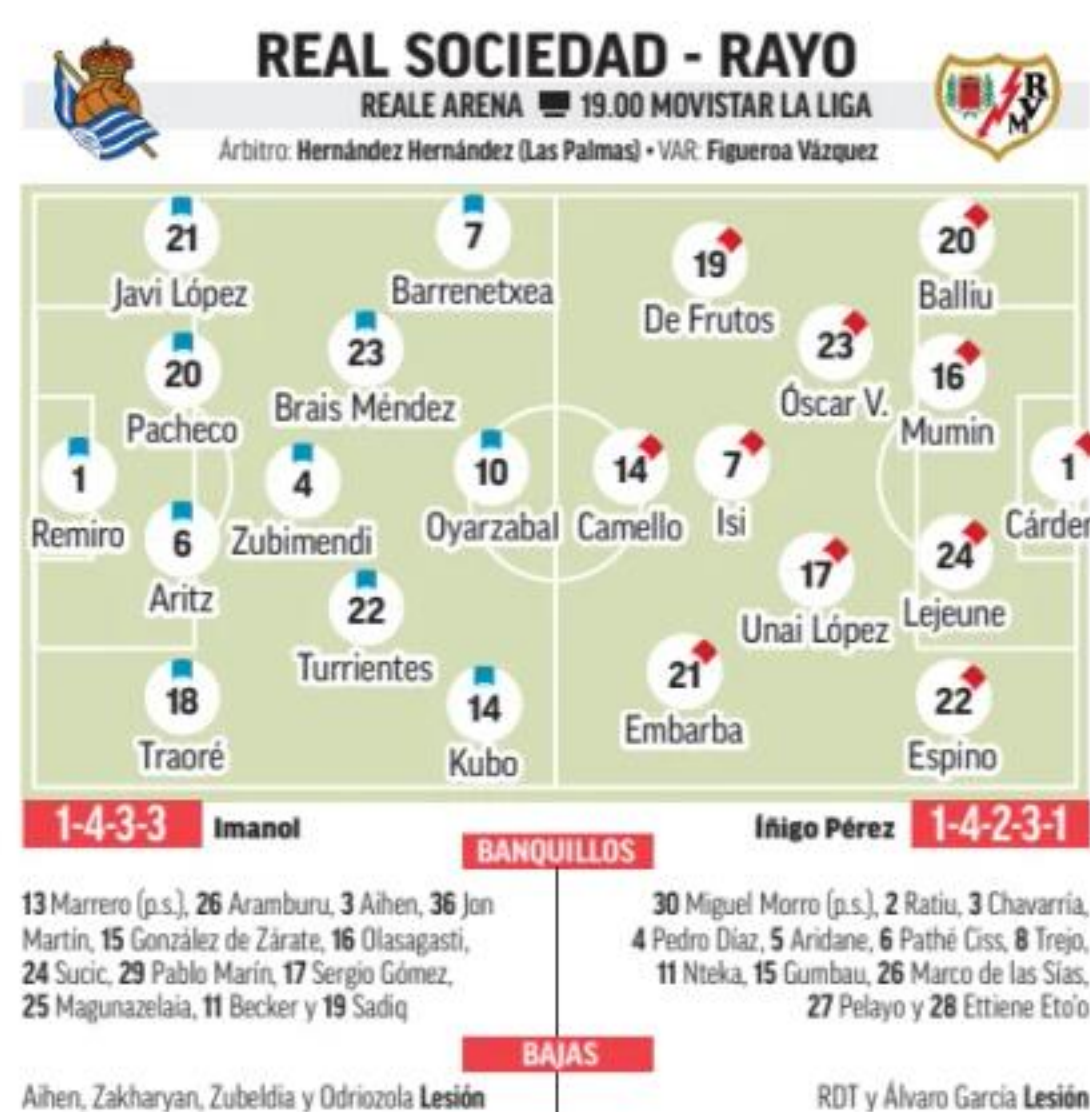 REAL SOCIEDAD - RAYO
REALE ARENA 19.00 MOVISTAR LA LIGA
Árbitro: Hernández Hernández (Las Palmas) • VAR: Figueroa Vázquez
21
Javi López
7
Barrenetxea
20
Pacheco
23
Brais Méndez
1
Remiro
4
Zubimendi
10
Oyarzabal
6
Aritz
22
Turrientes
18
Traoré
14
Kubo
19
De Frutos
20
Balliu
23
Óscar V.
16
Mumin
14
Camello
7
Isi
1
Cárde
17
Unai López
24
Lejeune
21
Embarba
22
Espino
1-4-3-3 Imanol
Íñigo Pérez 1-4-2-3-1
BANQUILLOS
13 Marrero (p.s.), 26 Aramburu, 3 Aihen, 36 Jon
Martín, 15 González de Zárate, 16 Olasagasti,
24 Sucic, 29 Pablo Marín, 17 Sergio Gómez,
25 Magunazelaia, 11 Becker y 19 Sadiq
30 Miguel Morro (p.s.), 2 Ratiu, 3 Chavarría,
4 Pedro Díaz, 5 Aridane, 6 Pathé Ciss, 8 Trejo,
11 Nteka, 15 Gumbau, 26 Marco de las Sías,
27 Pelayo y 28 Ettiene Eto'o
BAJAS
Aihen, Zakharyan, Zubeldia y Odriozola Lesión
RDT y Álvaro García Lesión